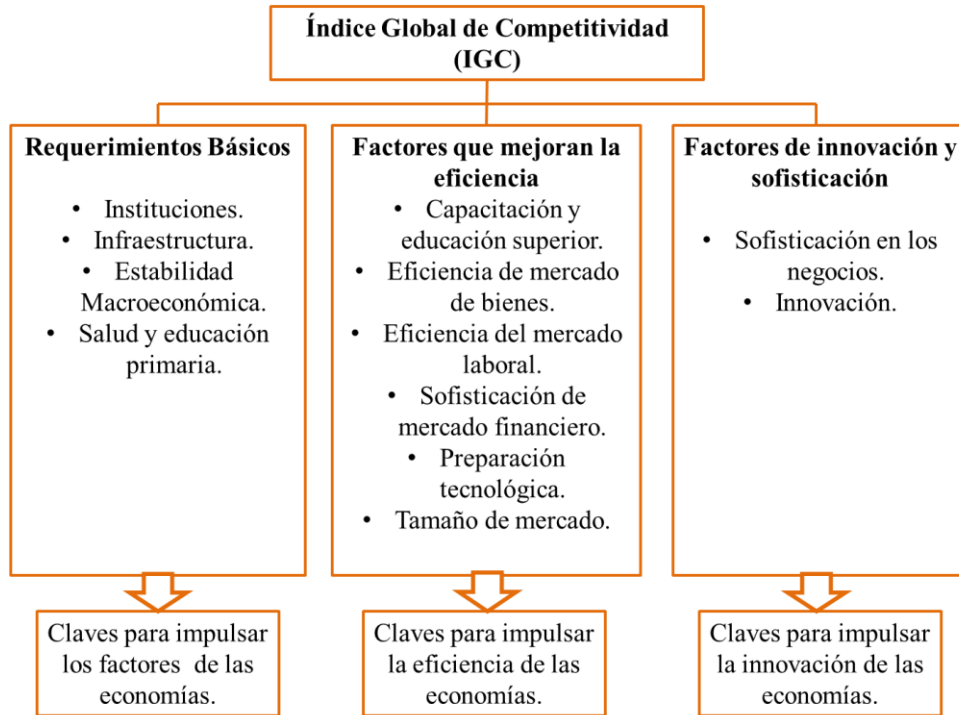 Índice Global de Competitividad
(IGC)
Requerimientos Básicos
• Instituciones.
• Infraestructura.
• Estabilidad
Macroeconómica.
• Salud y educación
primaria.
Factores que mejoran la
eficiencia
• Capacitación y
educación superior.
• Eficiencia de mercado
de bienes.
• Eficiencia del mercado
laboral.
• Sofisticación de
mercado financiero.
• Preparación
tecnológica.
• Tamaño de mercado.
Factores de innovación y
sofisticación
• Sofisticación en los
negocios.
• Innovación.
Claves para impulsar
los factores de las
economías.
Claves para impulsar
la eficiencia de las
economías.
Claves para impulsar
la innovación de las
economías.